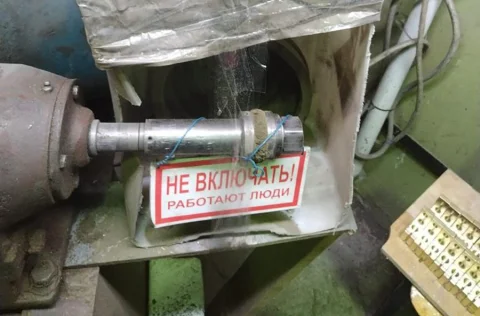 НЕ ВКЛЮЧАТЬ!
РАБОТАЮТ ЛЮДИ